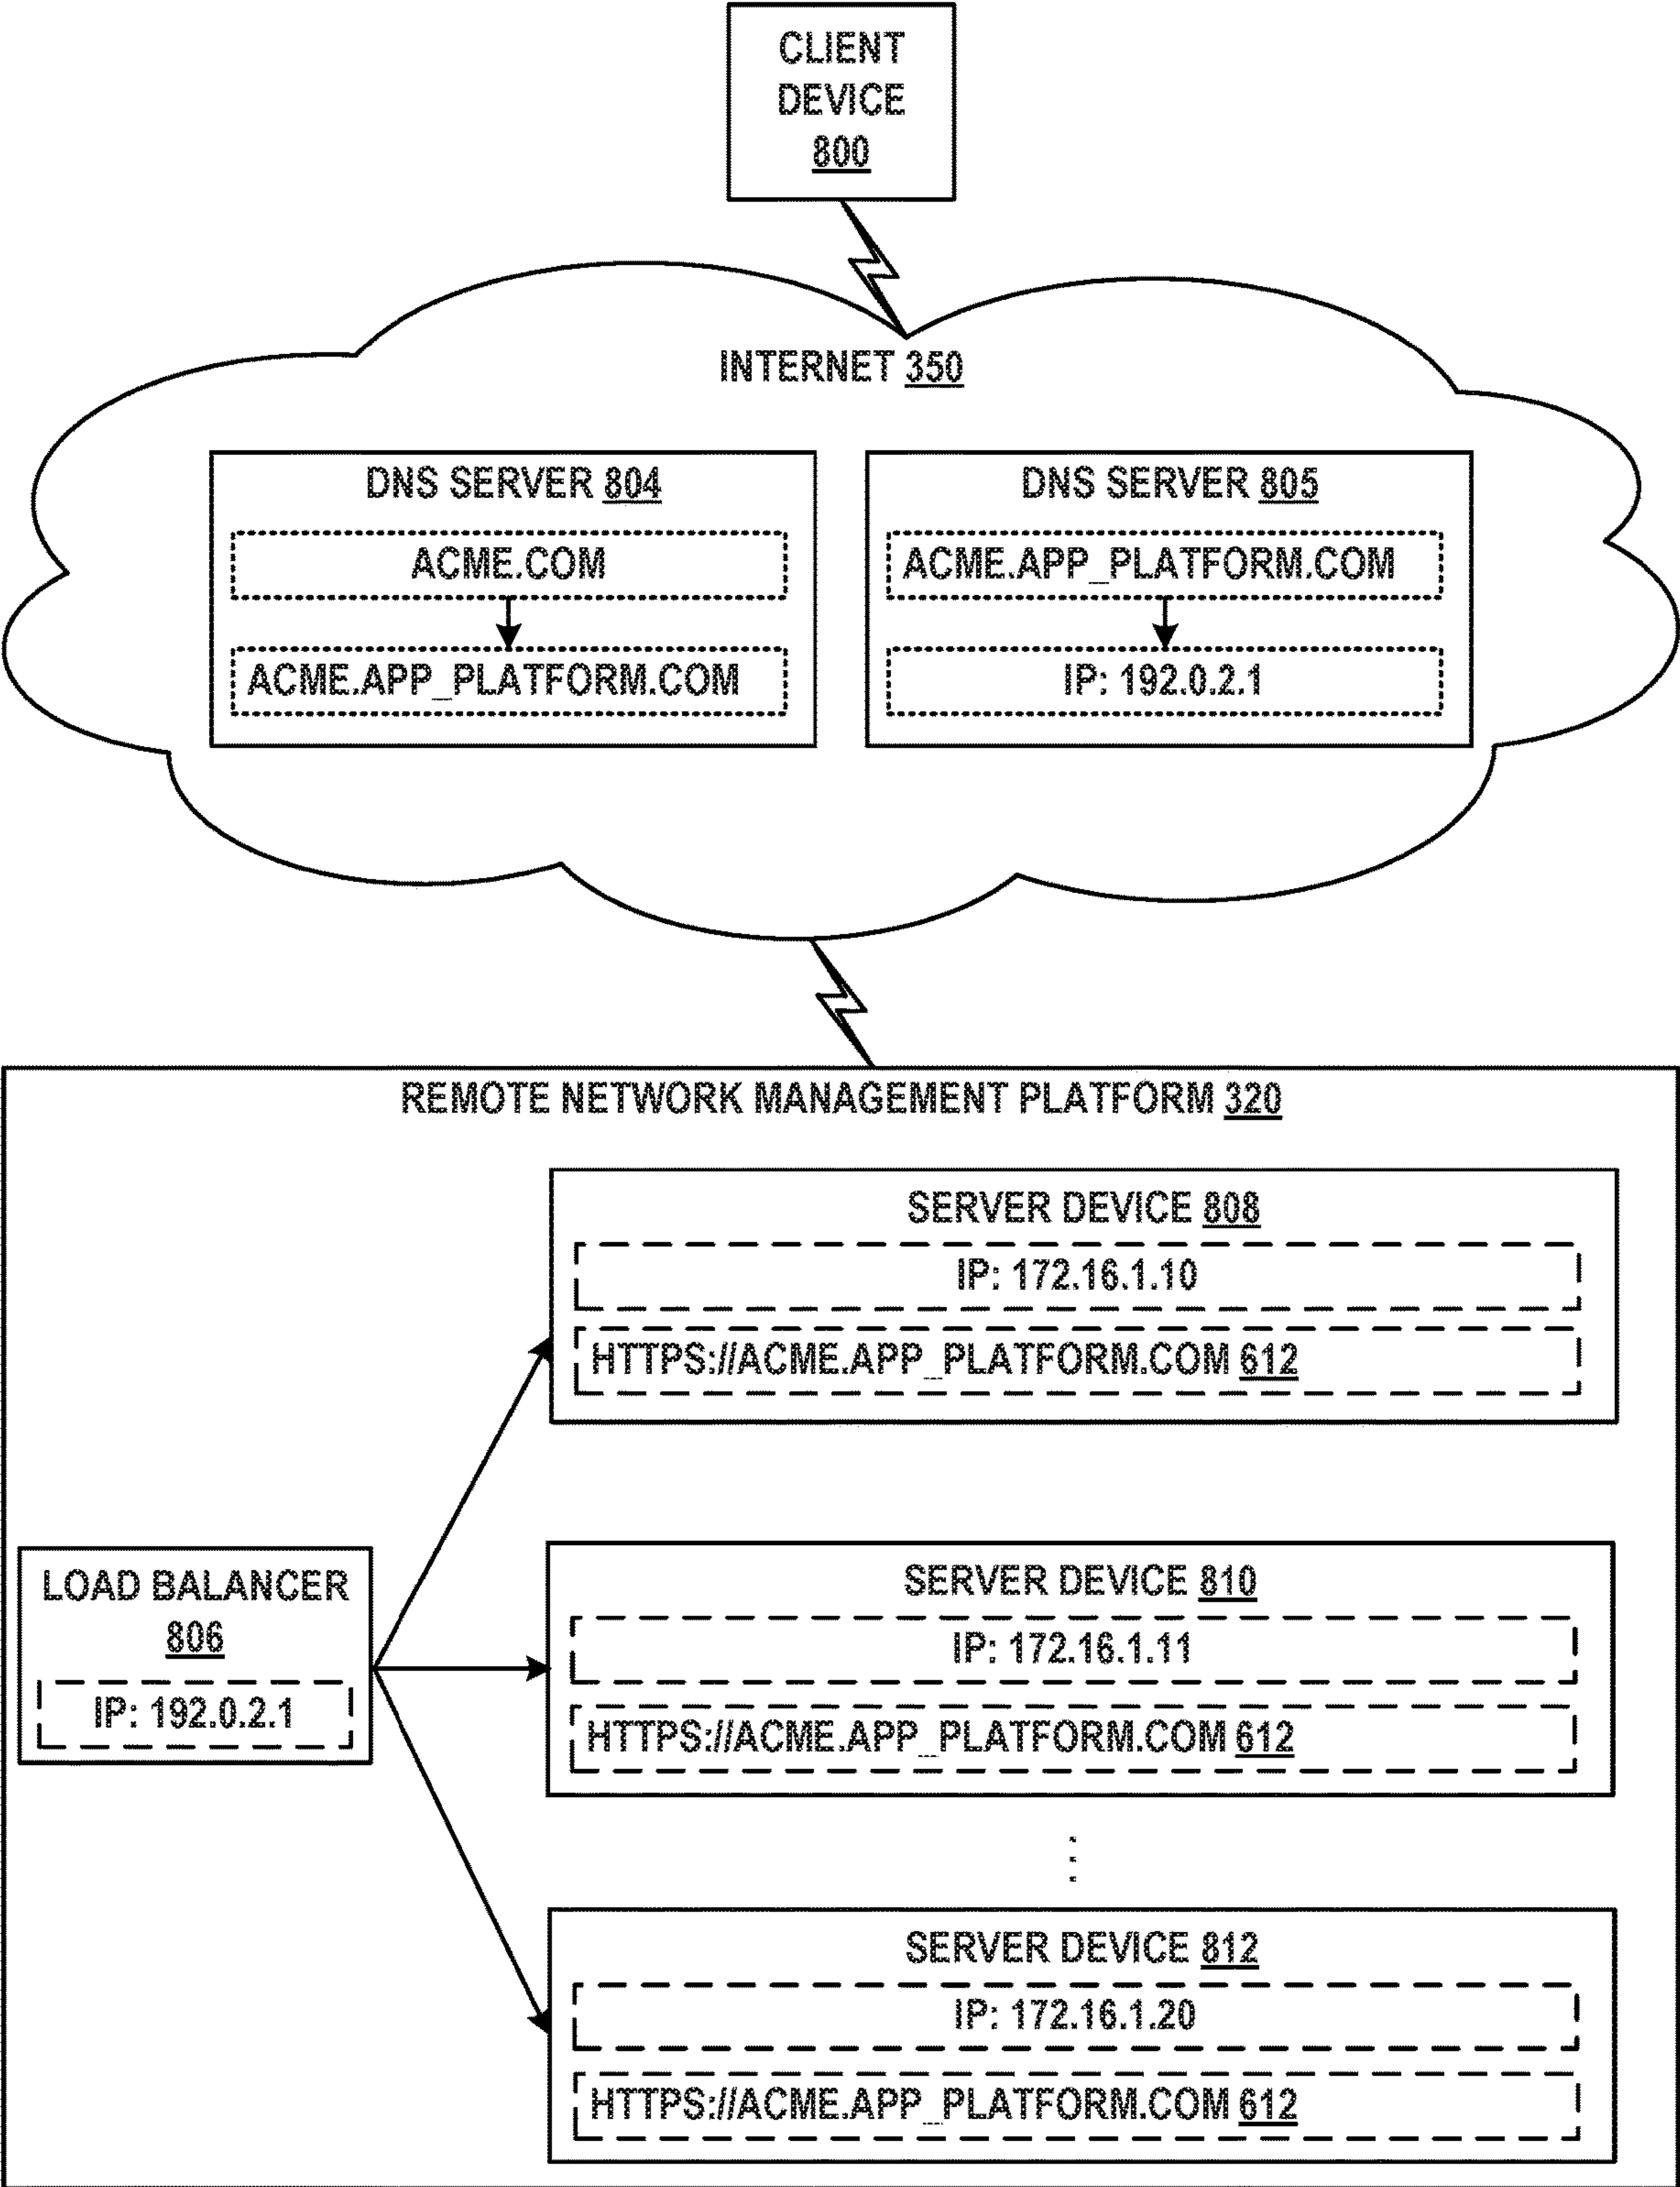 CLIENT
DEVICE
800
INTERNET 350
DNS SERVER 804
ACME.COM
ACME.APP_PLATFORM.COM
DNS SERVER 805
ACME.APP_PLATFORM.COM
IP: 192.0.2.1
REMOTE NETWORK MANAGEMENT PLATFORM 320
SERVER DEVICE 808
IP: 172.16.1.10
HTTPS://ACME.APP_PLATFORM.COM 612
LOAD BALANCER
806
IP: 192.0.2.1
SERVER DEVICE 810
IP: 172.16.1.11
HTTPS://ACME.APP_PLATFORM.COM 612
SERVER DEVICE 812
IP: 172.16.1.20
HTTPS://ACME.APP_PLATFORM.COM 612